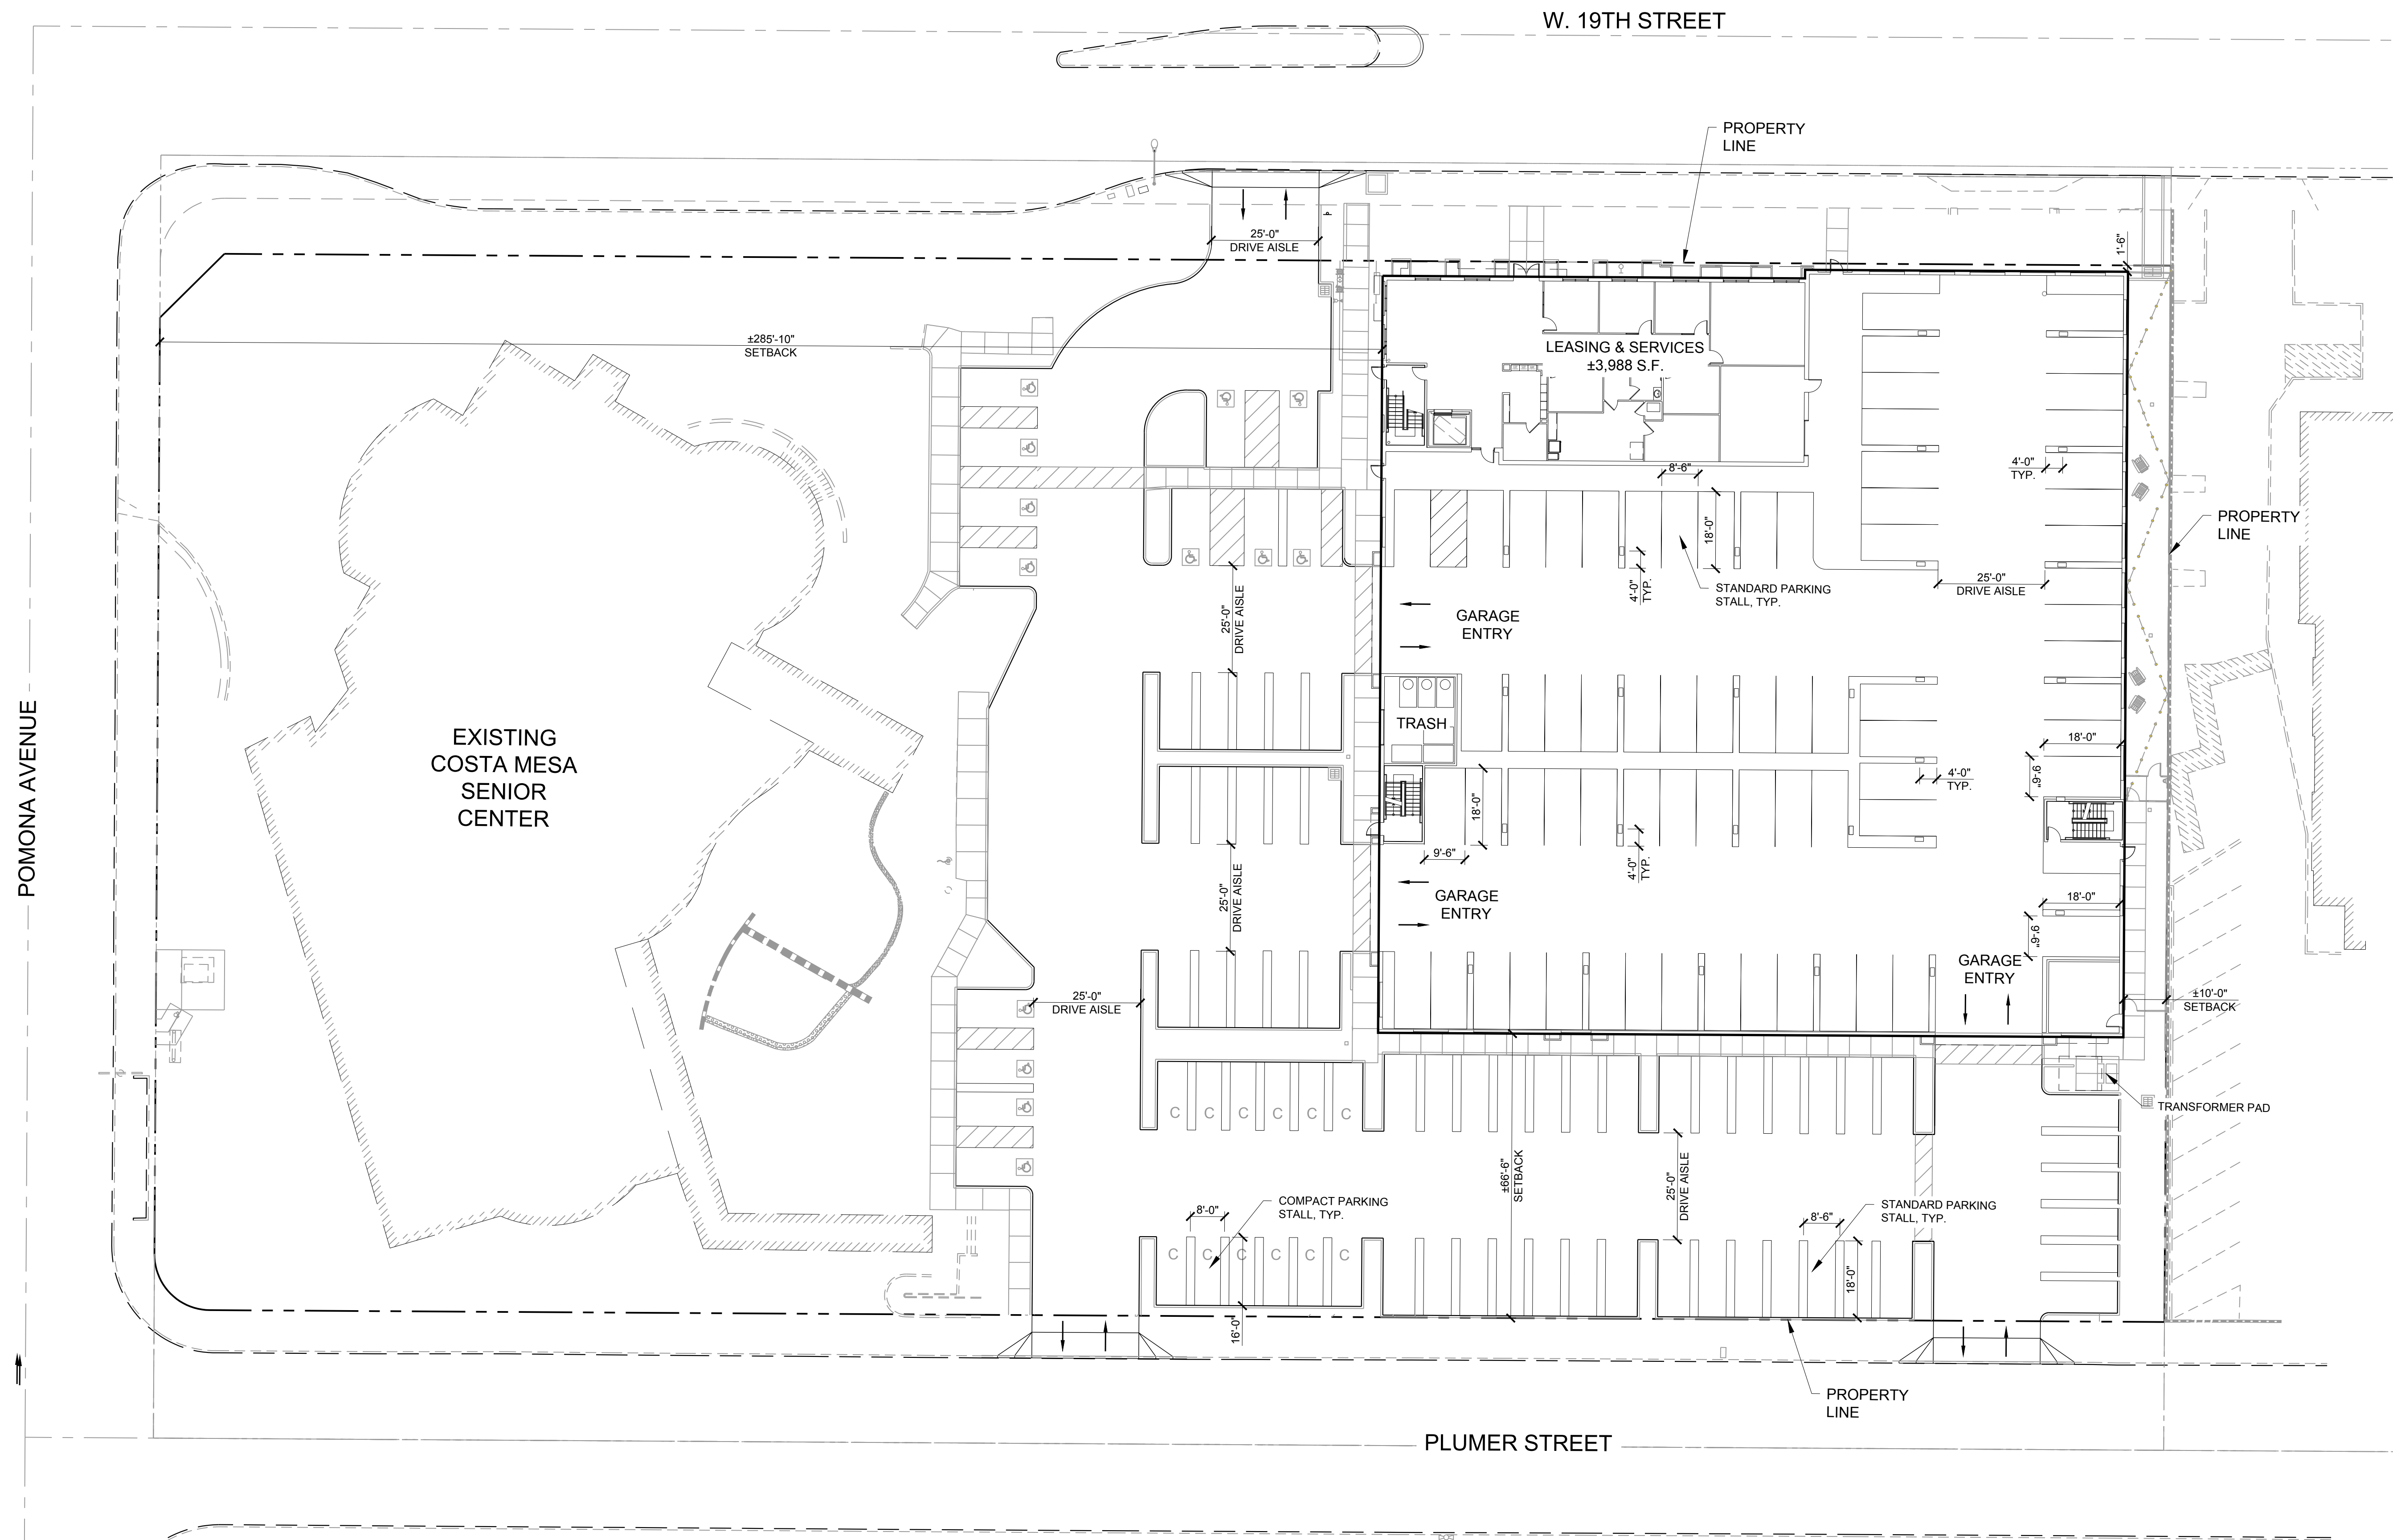 W. 19TH STREET
PROPERTY
LINE
25'-0"
DRIVE AISLE
1'-6"
±285'-10"
SETBACK
LEASING & SERVICES
±3,988 S.F.
8'-6"
18'-0"
4'-0"
TYP.
4'-0"
TYP.
STANDARD PARKING
STALL, TYP.
25'-0"
DRIVE AISLE
PROPERTY
LINE
25'-0"
DRIVE AISLE
GARAGE
ENTRY
TRASH
POMONA AVENUE
EXISTING
COSTA MESA
SENIOR
CENTER
18'-0"
9'-6"
4'-0"
TYP.
18'-0"
9'-6"
4'-0"
TYP.
25'-0"
DRIVE AISLE
GARAGE
ENTRY
18'-0"
9'-6"
GARAGE
ENTRY
25'-0"
DRIVE AISLE
±10'-0"
SETBACK
TRANSFORMER PAD
C C C C C C
±66'-6"
SETBACK
25'-0"
DRIVE AISLE
COMPACT PARKING
STALL, TYP.
8'-0"
STANDARD PARKING
STALL, TYP.
8'-6"
C C C C C C
18'-0"
16'-0"
PROPERTY
LINE
PLUMER STREET